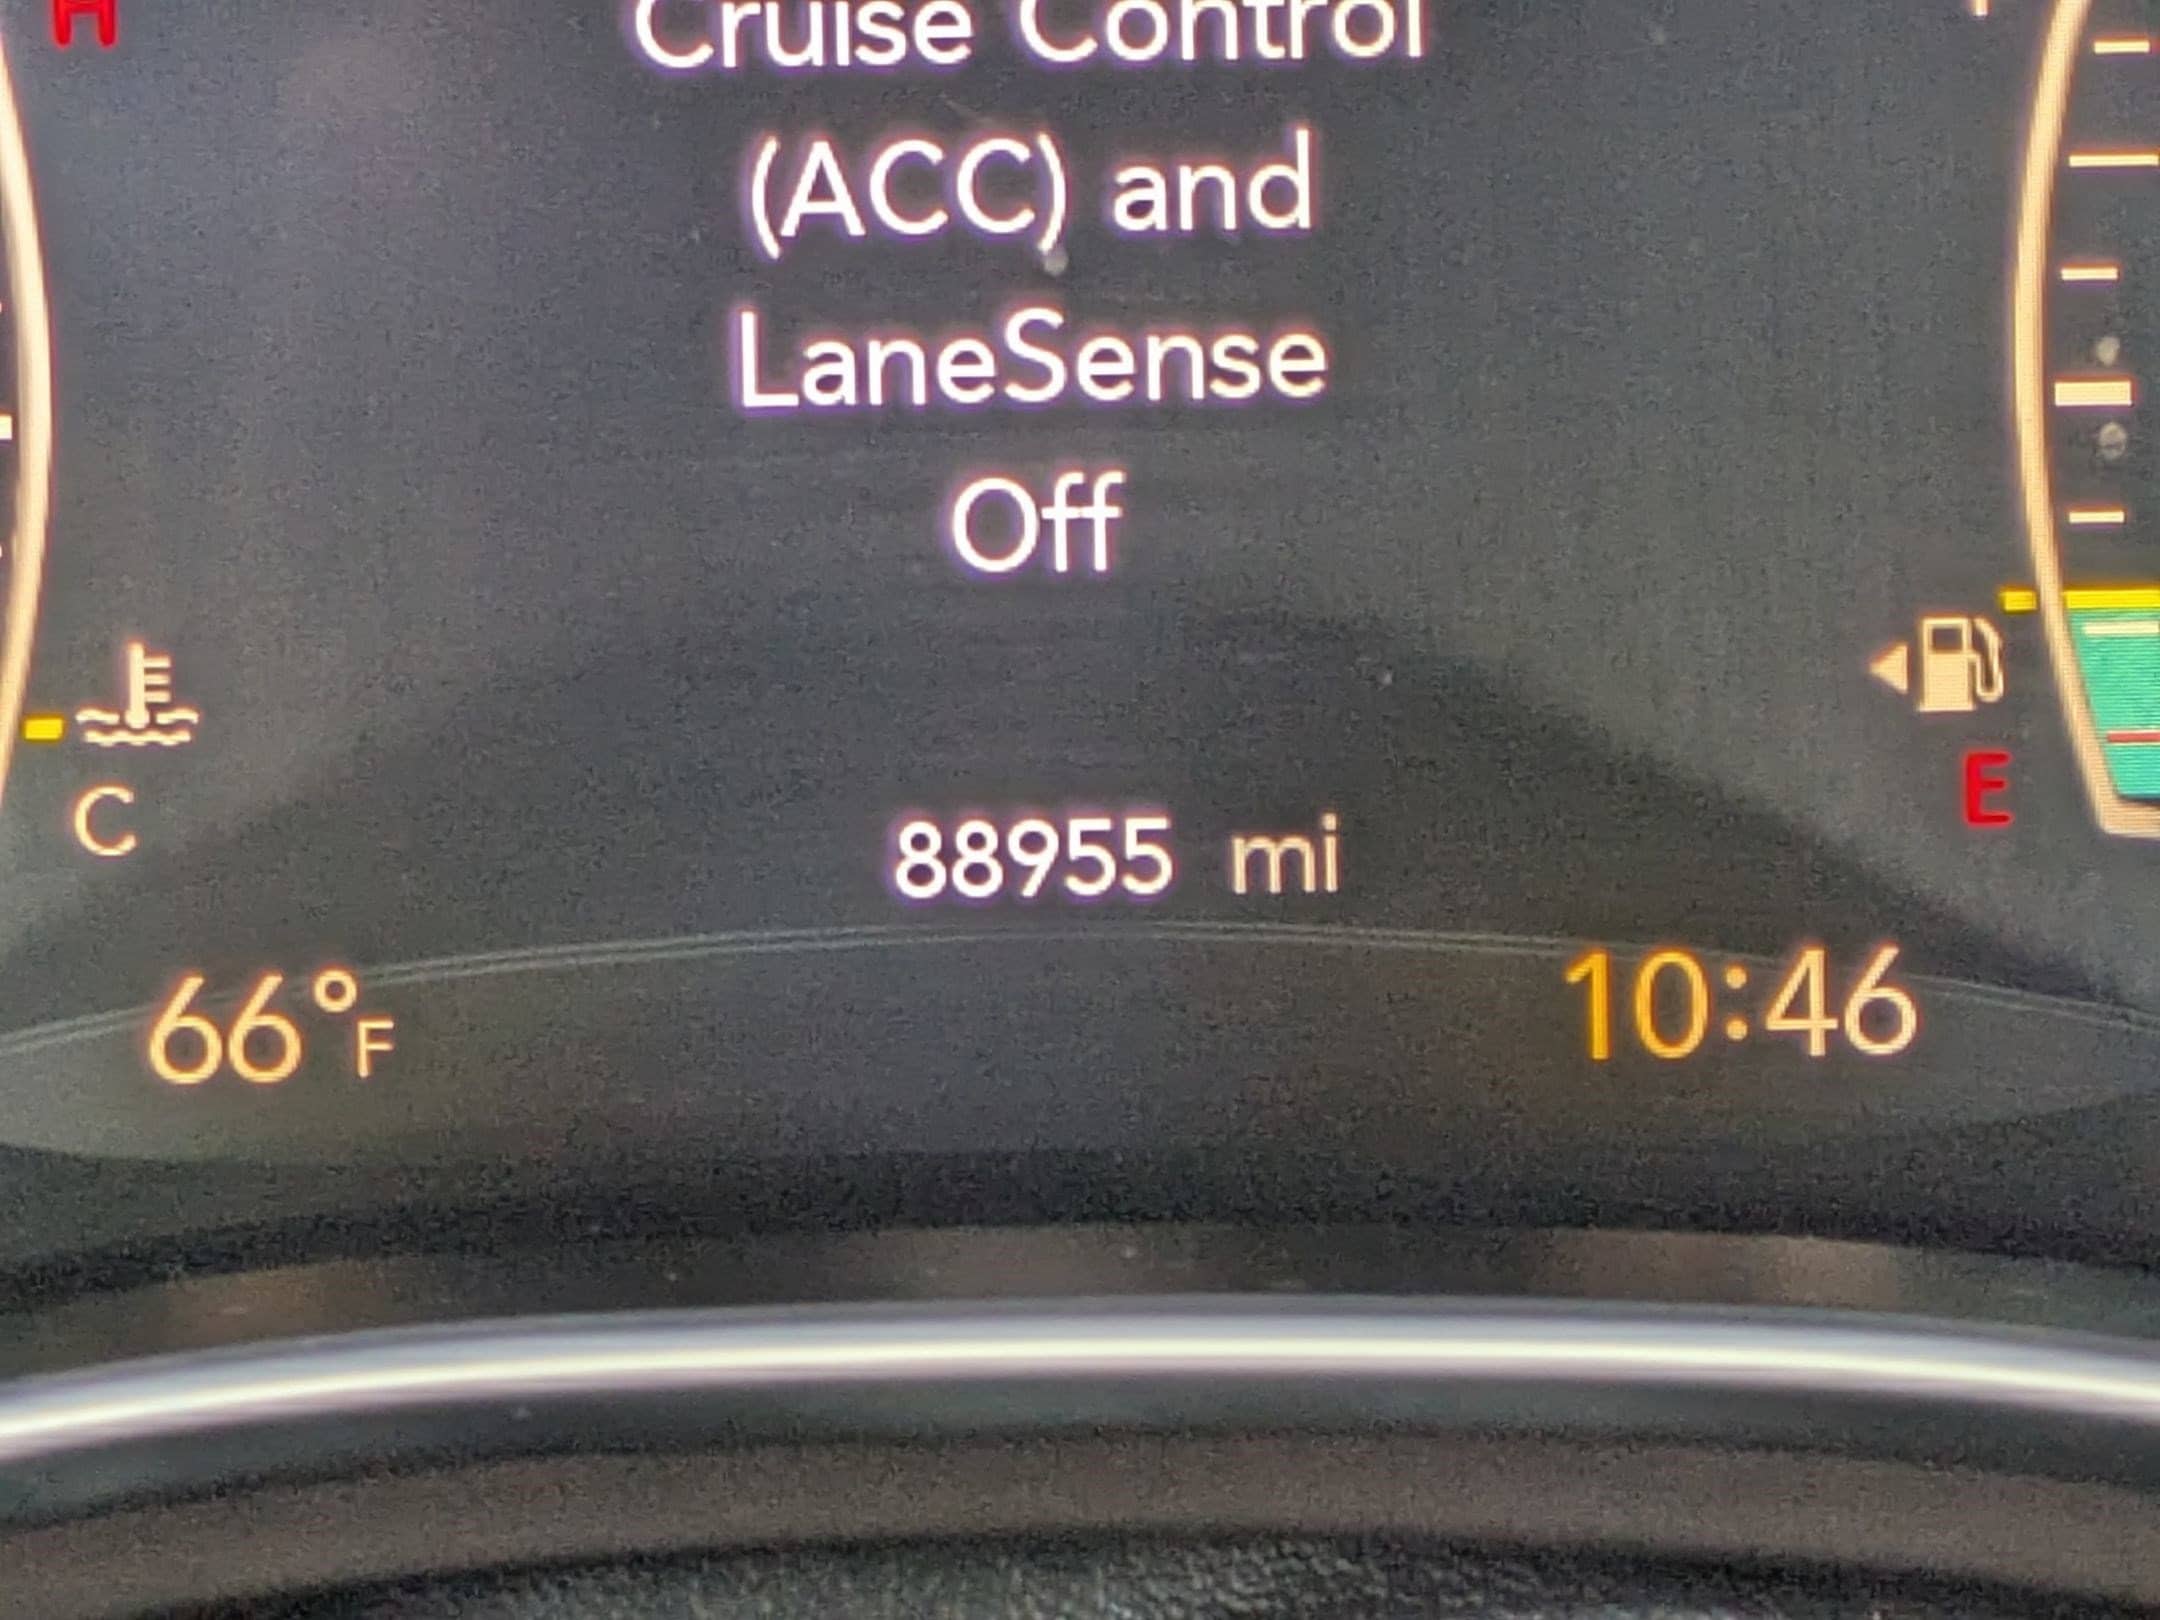 H
Cruise Control
(ACC) and
LaneSense
Off
C
E
88955 mi
66°F
10:46